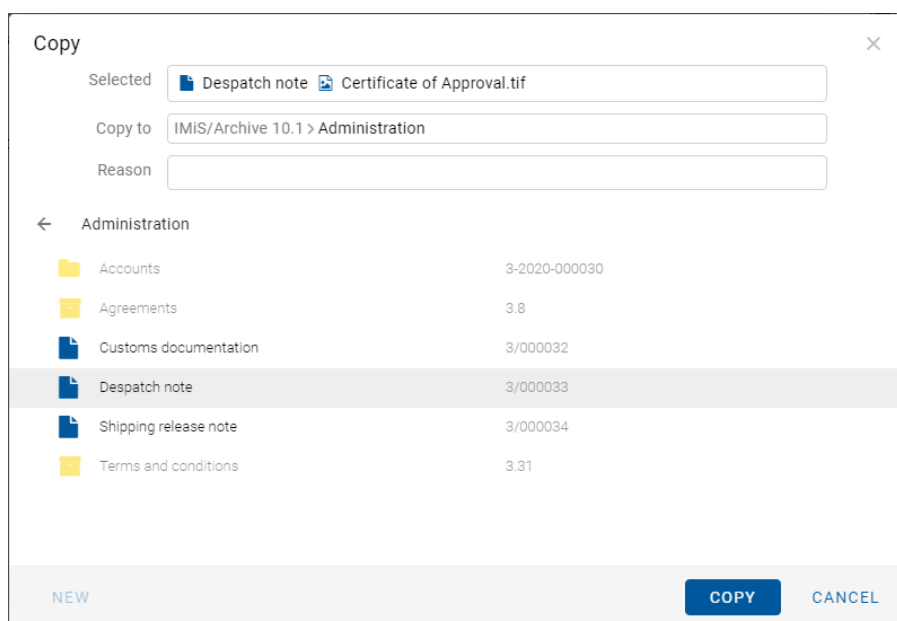 Copy
Selected Despatch note Certificate of Approval.tif
Copy to IMiS/Archive 10.1 > Administration
Reason
Administration
Accounts 3-2020-000030
Agreements 3.8
Customs documentation 3/000032
Despatch note 3/000033
Shipping release note 3/000034
Terms and conditions 3.31
NEW COPY CANCEL